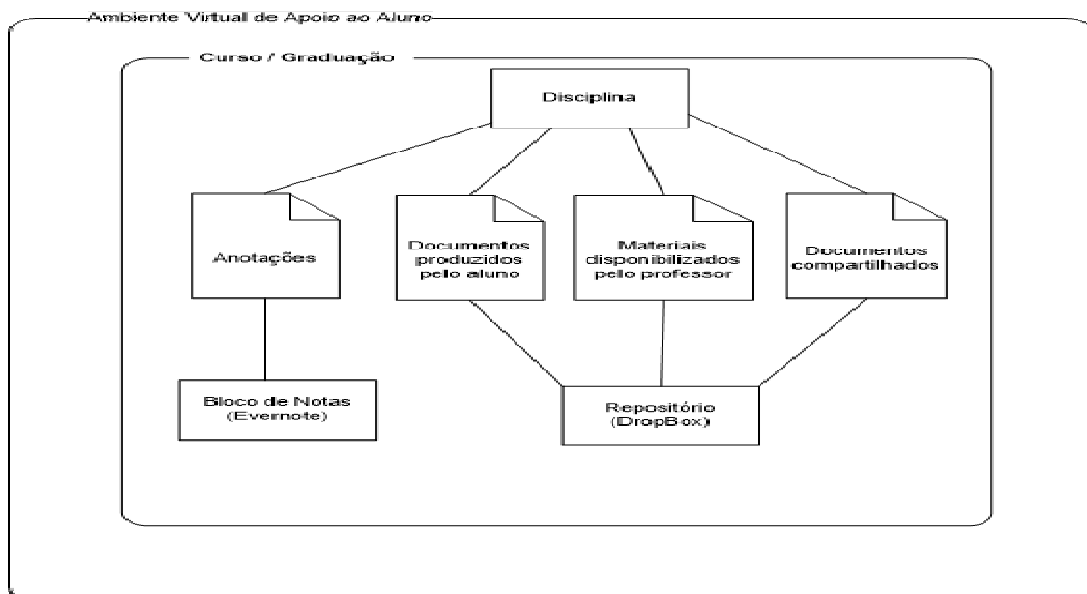 Ambiente Virtual de Apoio ao Aluno
Curso / Graduação
Disciplina
Anotações
Documentos
produzidos
pelo aluno
Materiais
disponibilizados
pelo professor
Documentos
compartilhados
Bloco de Notas
(Evernote)
Repositório
(DropBox)